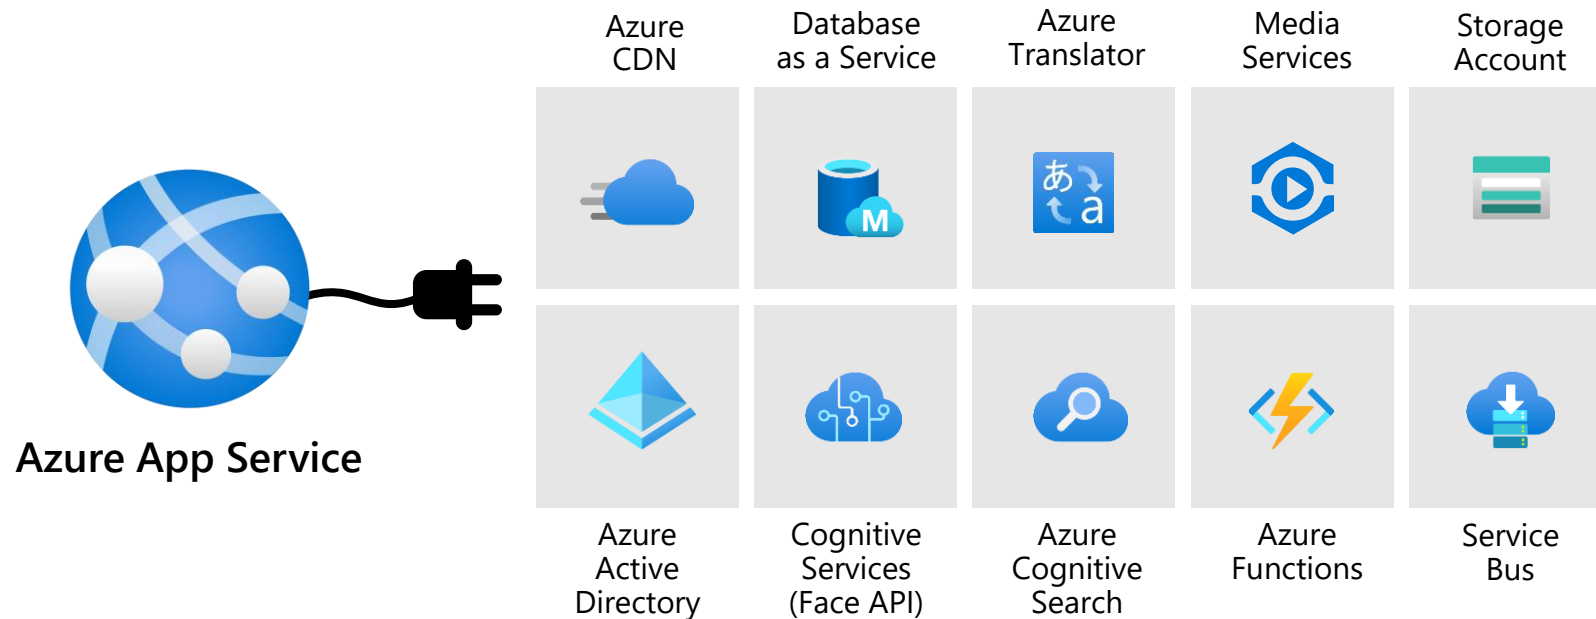 Azure
CDN
Database
as a Service
Azure
Translator
Media
Services
Storage
Account
あ
a
M
Azure App Service
Azure
Active
Directory
Cognitive
Services
(Face API)
Azure
Cognitive
Search
Azure
Functions
Service
Bus